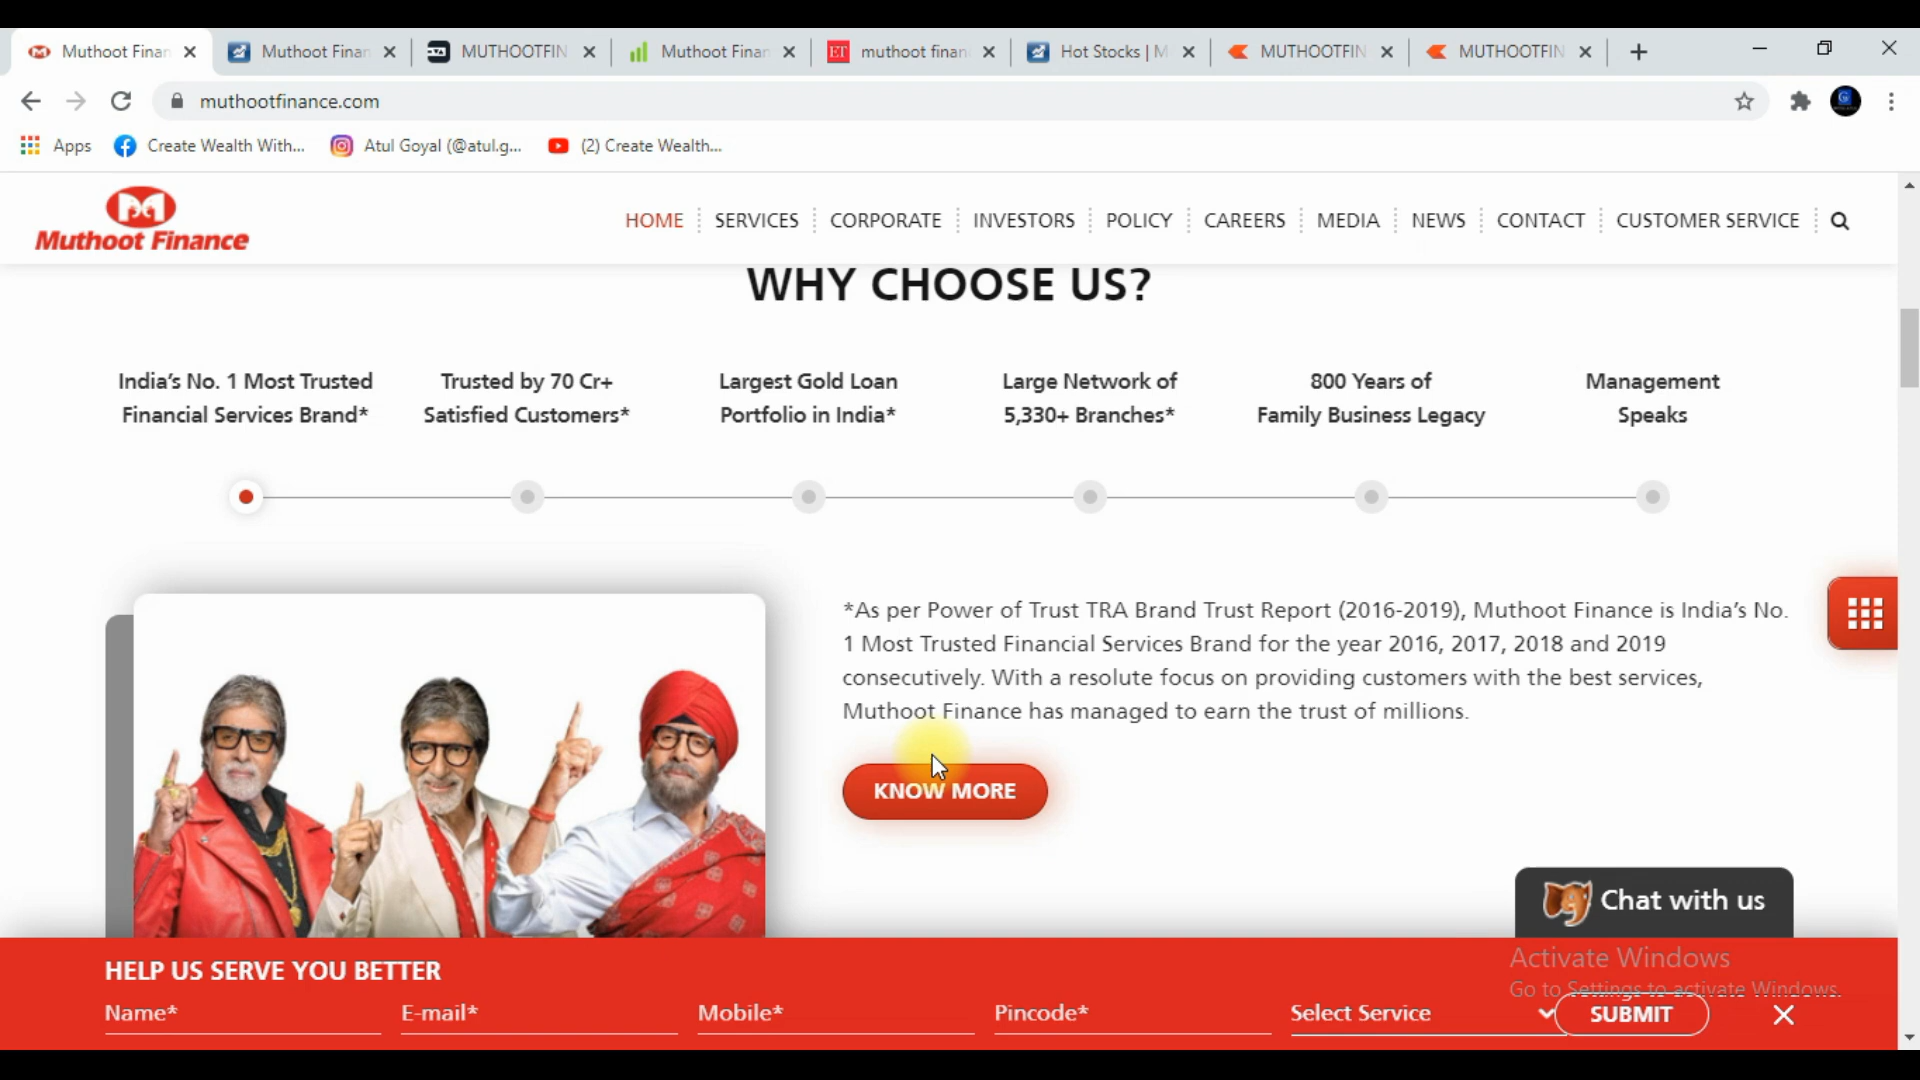 Muthoot Finan
Muthoot Finan
MUTHOOTFIN
Muthoot Finan
ET
muthoot finan
Hot Stocks | M
MUTHOOTFIN
MUTHOOTFIN
muthootfinance.com
Apps
Create Wealth With...
Atul Goyal (@atul.g...
(2) Create Wealth...
Muthoot Finance
HOME
SERVICES
CORPORATE
INVESTORS
POLICY
CAREERS
MEDIA
NEWS
CONTACT
CUSTOMER SERVICE
WHY CHOOSE US?
India’s No. 1 Most Trusted
Financial Services Brand*
Trusted by 70 Cr+
Satisfied Customers*
Largest Gold Loan
Portfolio in India*
Large Network of
5,330+ Branches*
800 Years of
Family Business Legacy
Management
Speaks
*As per Power of Trust TRA Brand Trust Report (2016-2019), Muthoot Finance is India’s No.
1 Most Trusted Financial Services Brand for the year 2016, 2017, 2018 and 2019
consecutively. With a resolute focus on providing customers with the best services,
Muthoot Finance has managed to earn the trust of millions.
KNOW MORE
Chat with us
Activate Windows
Go to Settings to activate Windows.
HELP US SERVE YOU BETTER
Name*
E-mail*
Mobile*
Pincode*
Select Service
SUBMIT